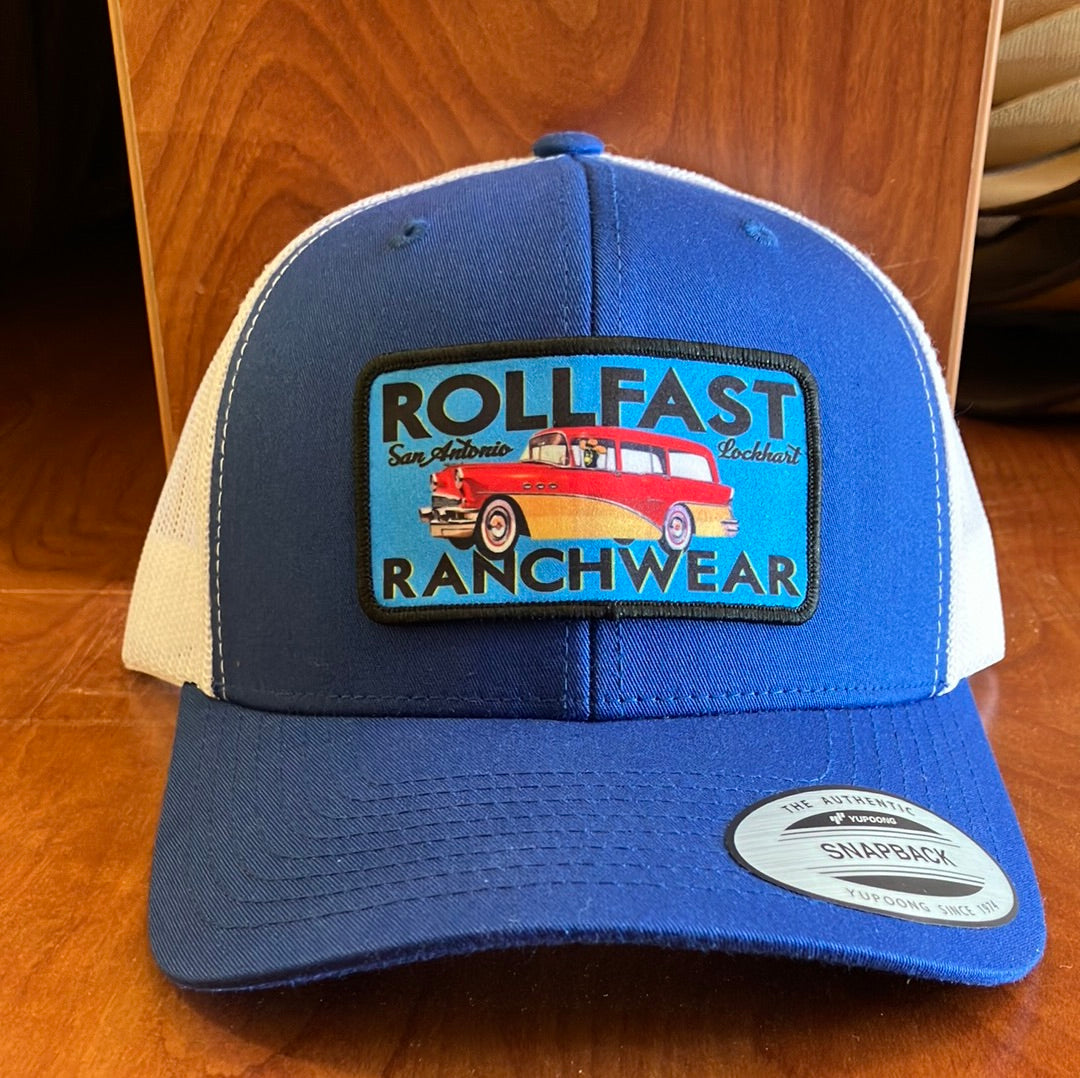 ROLLFAST
San Antonio
Lockhart
RANCHWEAR
THE AUTHENTIC
YUPOONG
SNAPBACK
YUPOONG SINCE 1974